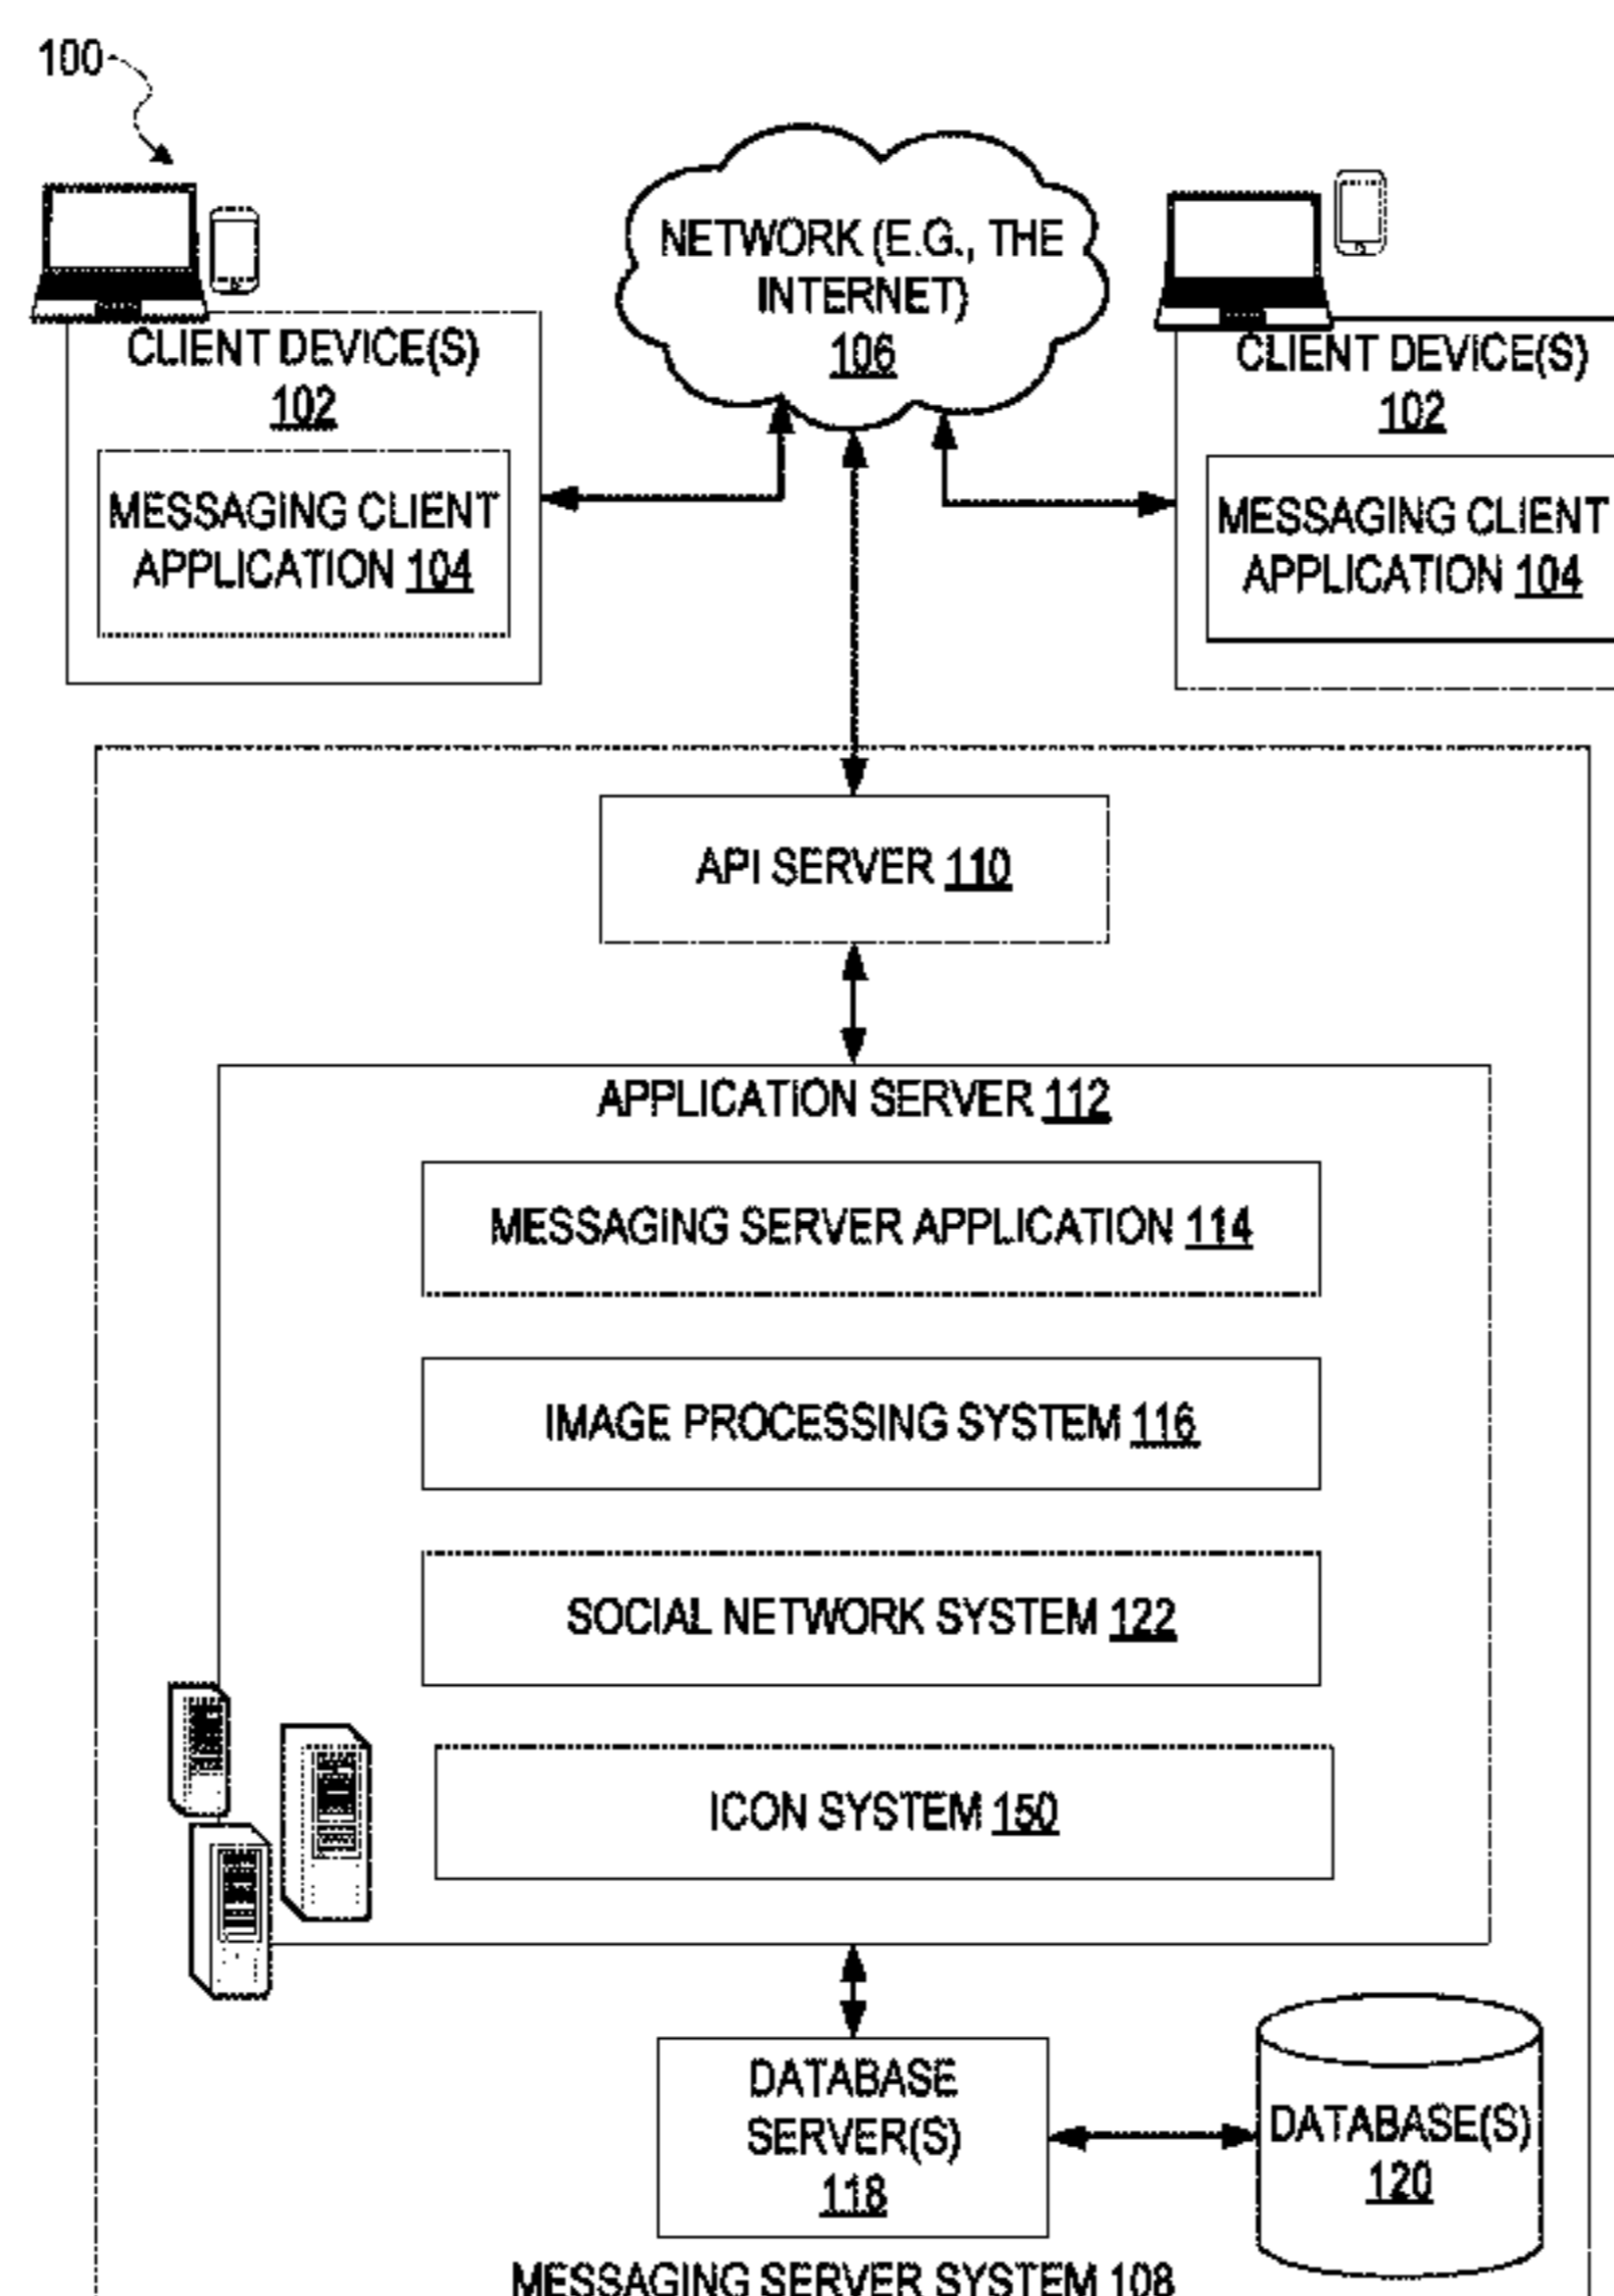 100
NETWORK (E.G., THE
INTERNET)
106
CLIENT DEVICE(S)
102
MESSAGING CLIENT
APPLICATION 104
CLIENT DEVICE(S)
102
MESSAGING CLIENT
APPLICATION 104
API SERVER 110
APPLICATION SERVER 112
MESSAGING SERVER APPLICATION 114
IMAGE PROCESSING SYSTEM 116
SOCIAL NETWORK SYSTEM 122
ICON SYSTEM 150
DATABASE
SERVER(S)
118
DATABASE(S)
120
MESSAGING SERVER SYSTEM 108